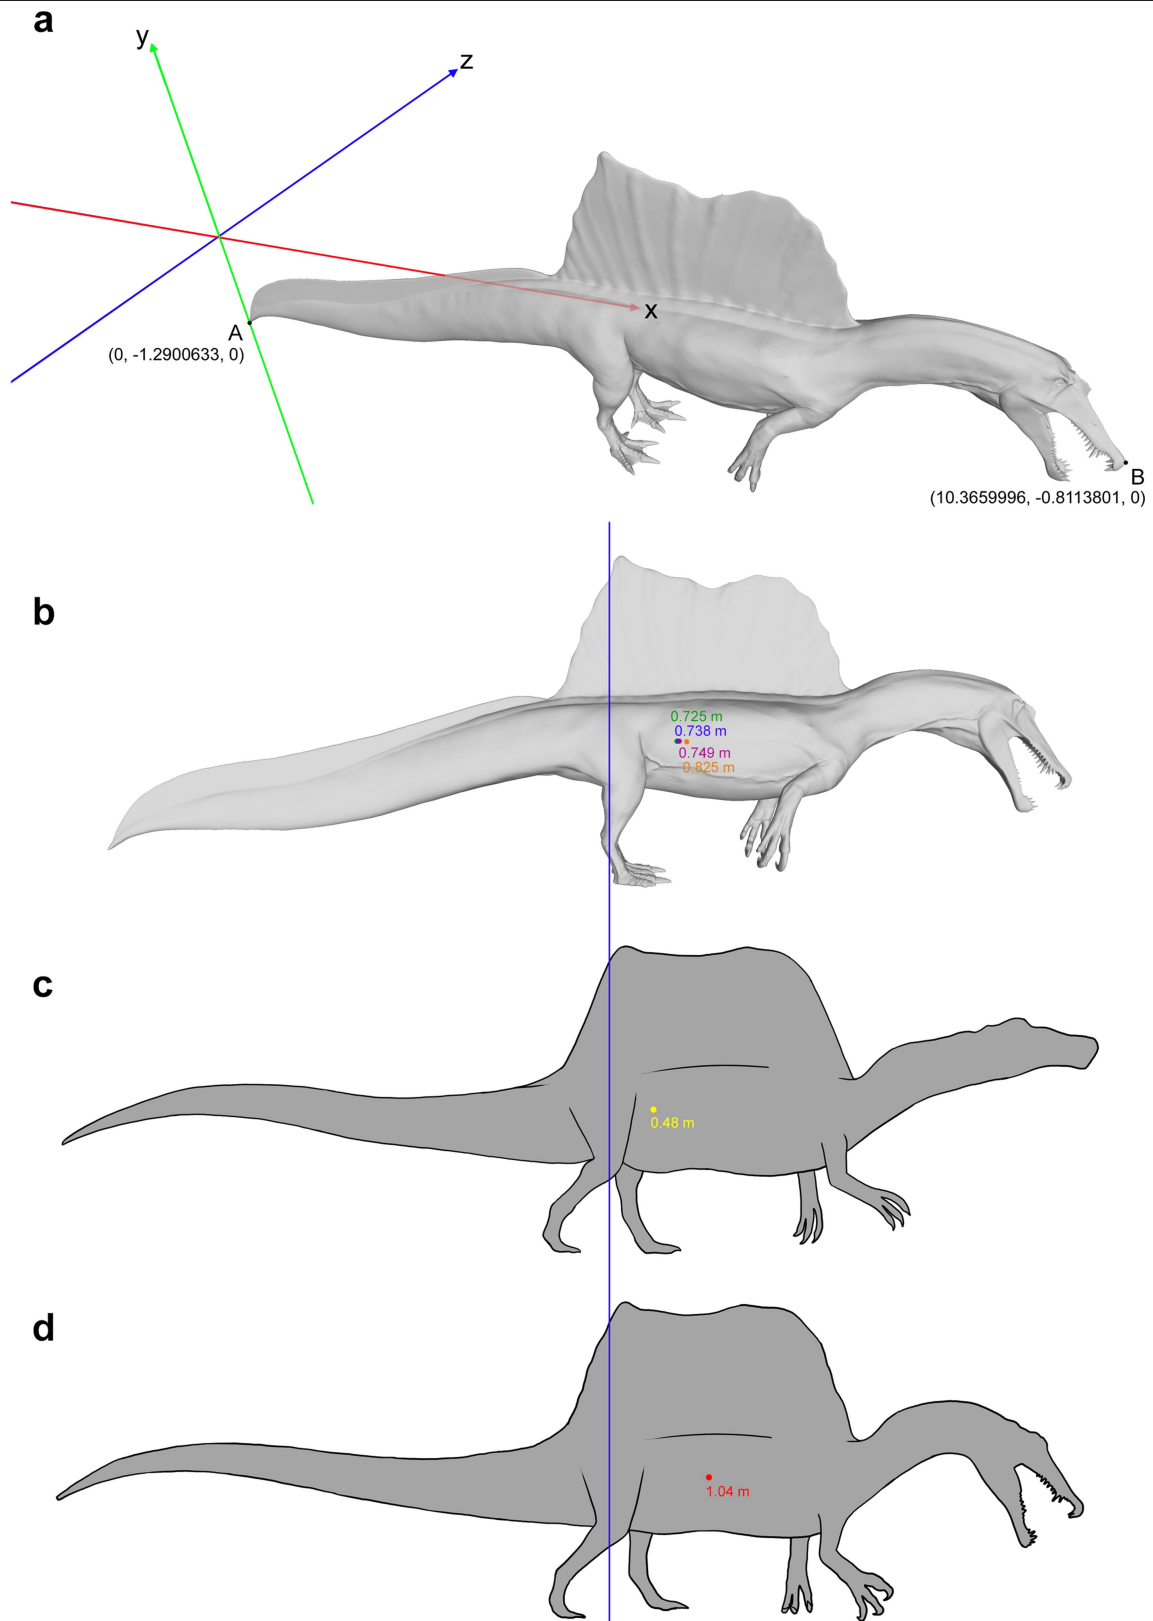 a
y
z
x
A
(0, -1.2900633, 0)
B
(10.3659996, -0.8113801, 0)
b
0.725 m
0.738 m
0.749 m
0.825 m
c
0.48 m
d
1.04 m